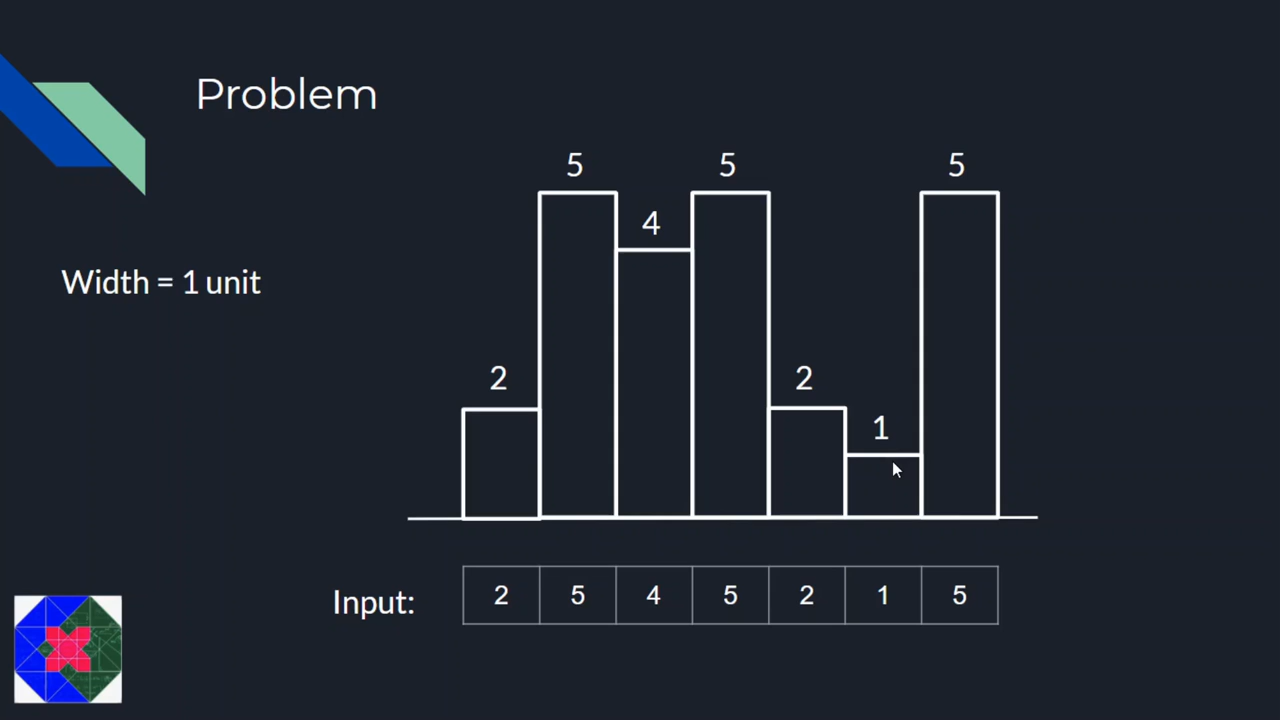 Problem
5 5 5
4
Width = 1 unit
2 2
1
Input: 2 5 4 5 2 1 5